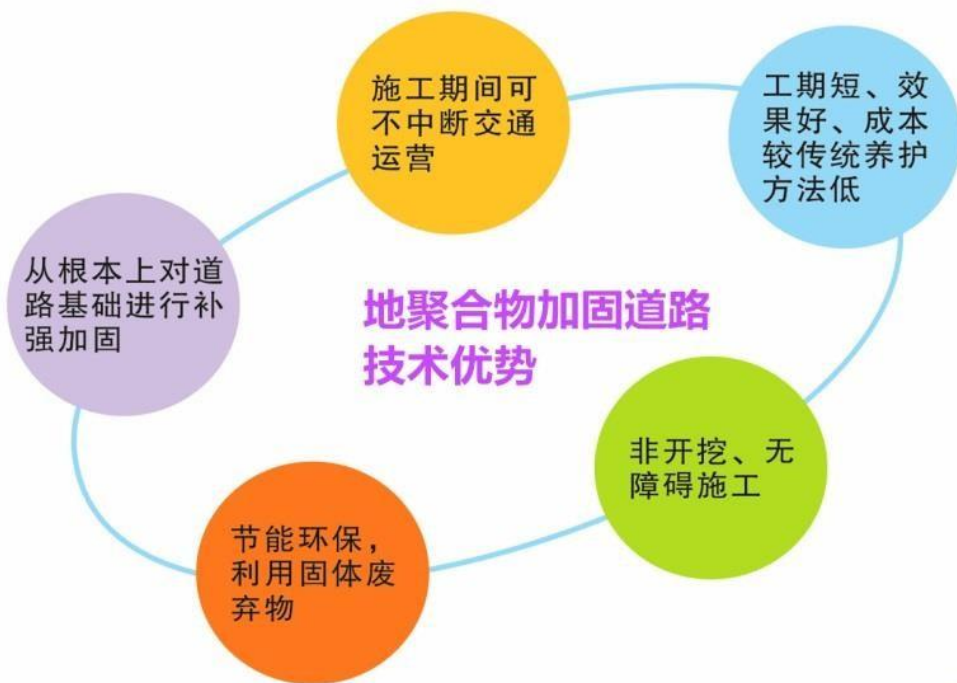 施工期间可
不中断交通
运营
工期短、效
果好、成本
较传统养护
方法低
从根本上对道
路基础进行补
强加固
地聚合物加固道路
技术优势
非开挖、无
障碍施工
节能环保，
利用固体废
弃物